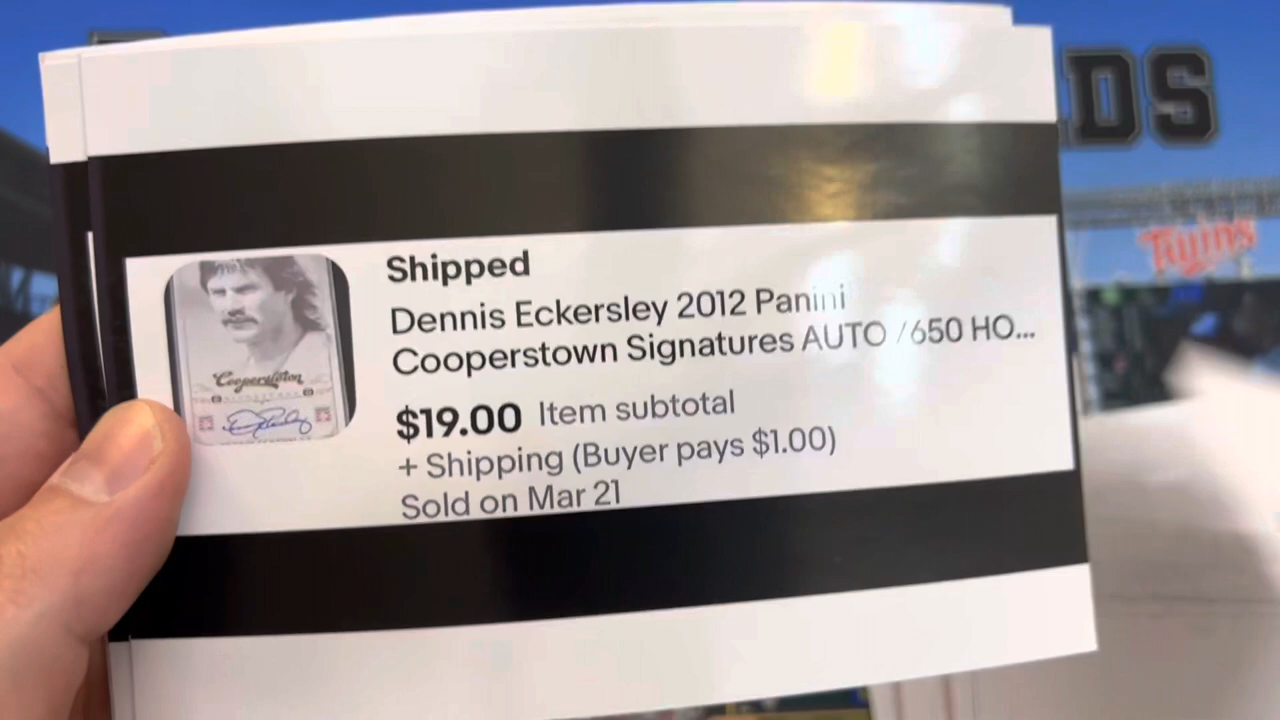 DS
Twins
Shipped
Dennis Eckersley 2012 Panini
Cooperstown Signatures AUTO /650 HO...
$19.00 Item subtotal
+ Shipping (Buyer pays $1.00)
Sold on Mar 21
Cooperstown